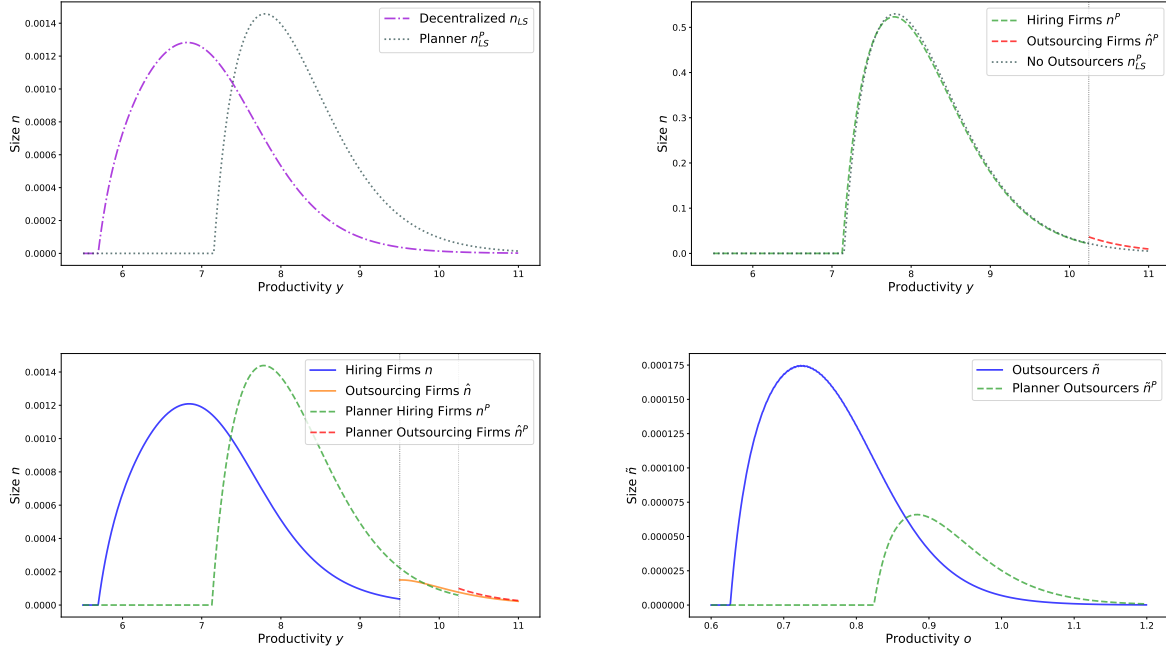 0.0014
0.0012
0.0010
0.0008
0.0006
0.0004
0.0002
0.0000
Size n
6 7 8 9 10 11
Productivity y
Decentralized n_LS
Planner n^P_LS
0.5
0.4
0.3
0.2
0.1
0.0
Size n
6 7 8 9 10 11
Productivity y
Hiring Firms n^P
Outsourcing Firms n̂^P
No Outsourcers n^P_LS
0.0014
0.0012
0.0010
0.0008
0.0006
0.0004
0.0002
0.0000
Size n
6 7 8 9 10 11
Productivity y
Hiring Firms n
Outsourcing Firms n̂
Planner Hiring Firms n^P
Planner Outsourcing Firms n̂^P
0.000175
0.000150
0.000125
0.000100
0.000075
0.000050
0.000025
0.000000
Size ñ
0.6 0.7 0.8 0.9 1.0 1.1 1.2
Productivity o
Outsourcers ñ
Planner Outsourcers ñ^P